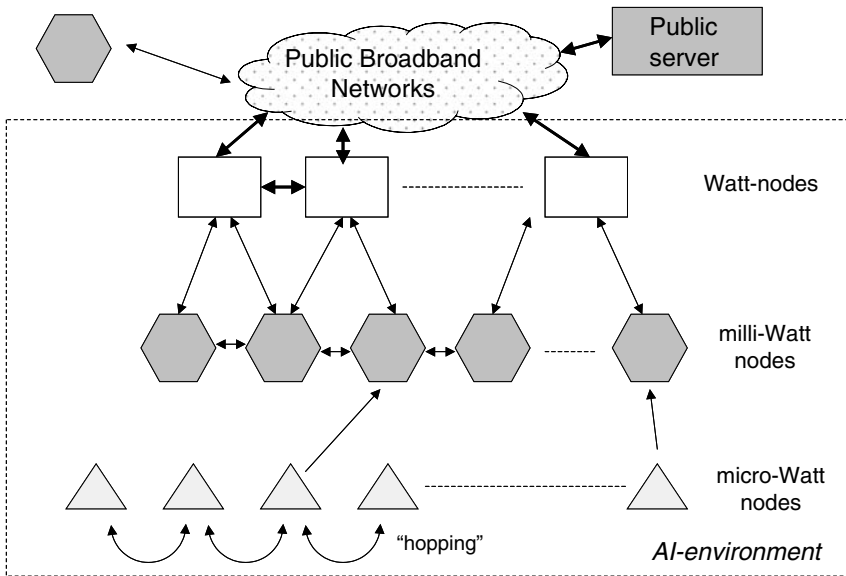 Public Broadband
Networks
Public
server
Watt-nodes
milli-Watt
nodes
micro-Watt
nodes
“hopping”
AI-environment